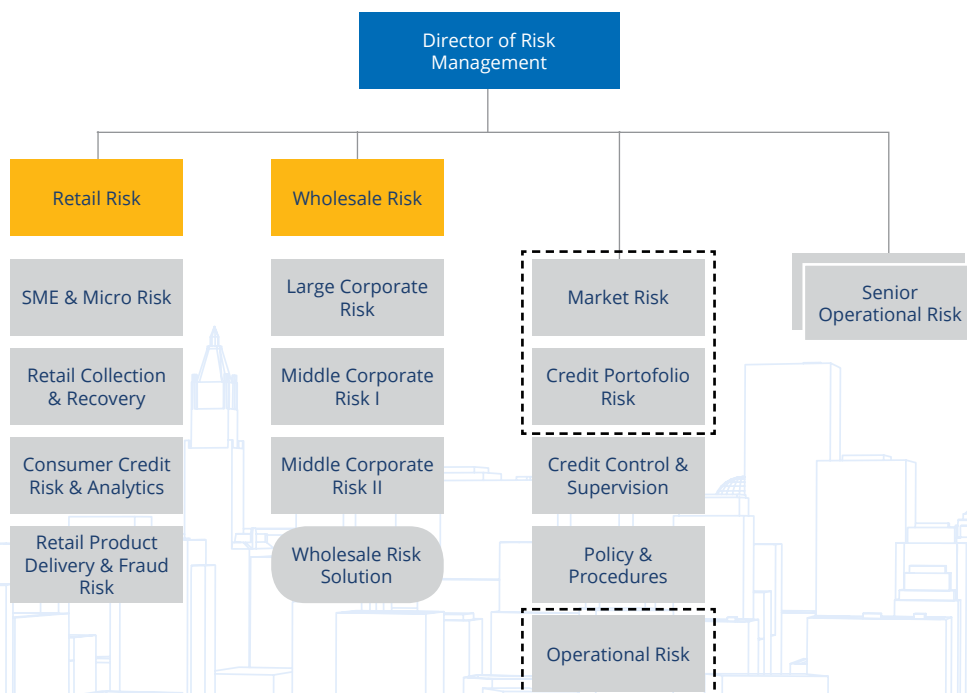 Director of Risk
Management
Retail Risk
Wholesale Risk
SME & Micro Risk
Large Corporate
Risk
Market Risk
Senior
Operational Risk
Retail Collection
& Recovery
Middle Corporate
Risk I
Credit Portofolio
Risk
Consumer Credit
Risk & Analytics
Middle Corporate
Risk II
Credit Control &
Supervision
Retail Product
Delivery & Fraud
Risk
Wholesale Risk
Solution
Policy &
Procedures
Operational Risk